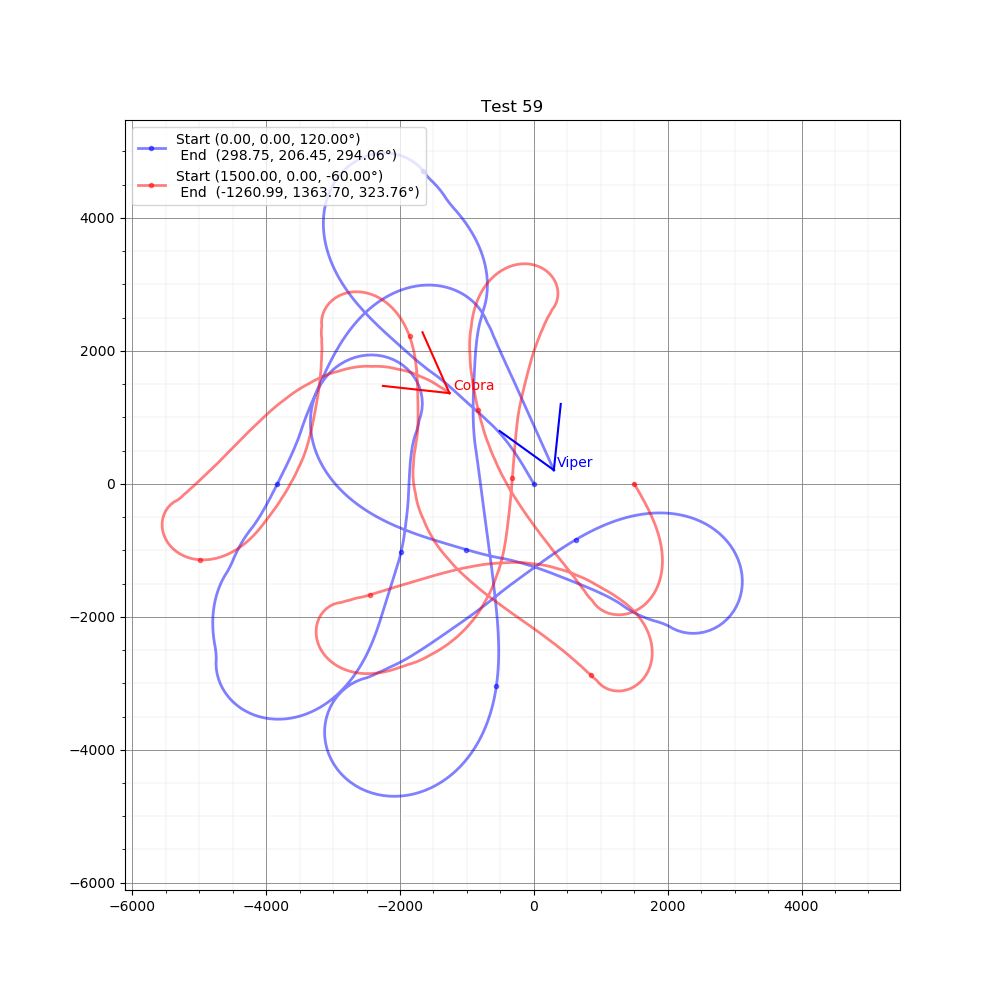 Test 59
Start (0.00, 0.00, 120.00°)
End (298.75, 206.45, 294.06°)
Start (1500.00, 0.00, -60.00°)
End (-1260.99, 1363.70, 323.76°)
4000
2000
0
−2000
−4000
−6000
Cobra
Viper
−6000
−4000
−2000
0
2000
4000